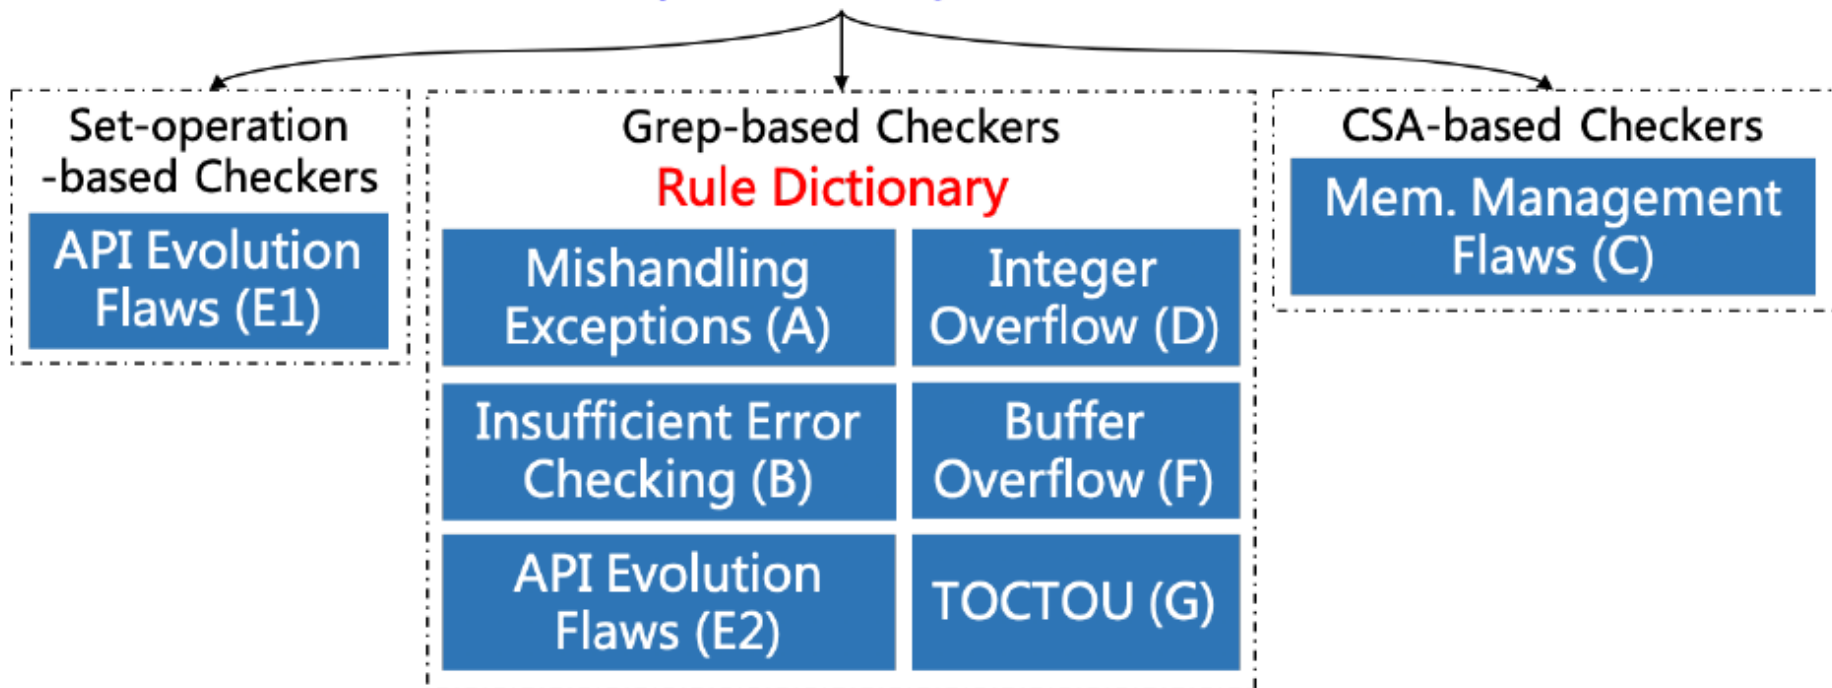 Set-operation
-based Checkers
API Evolution
Flaws (E1)
Grep-based Checkers
Rule Dictionary
Mishandling
Exceptions (A)
Integer
Overflow (D)
Insufficient Error
Checking (B)
Buffer
Overflow (F)
API Evolution
Flaws (E2)
TOCTOU (G)
CSA-based Checkers
Mem. Management
Flaws (C)